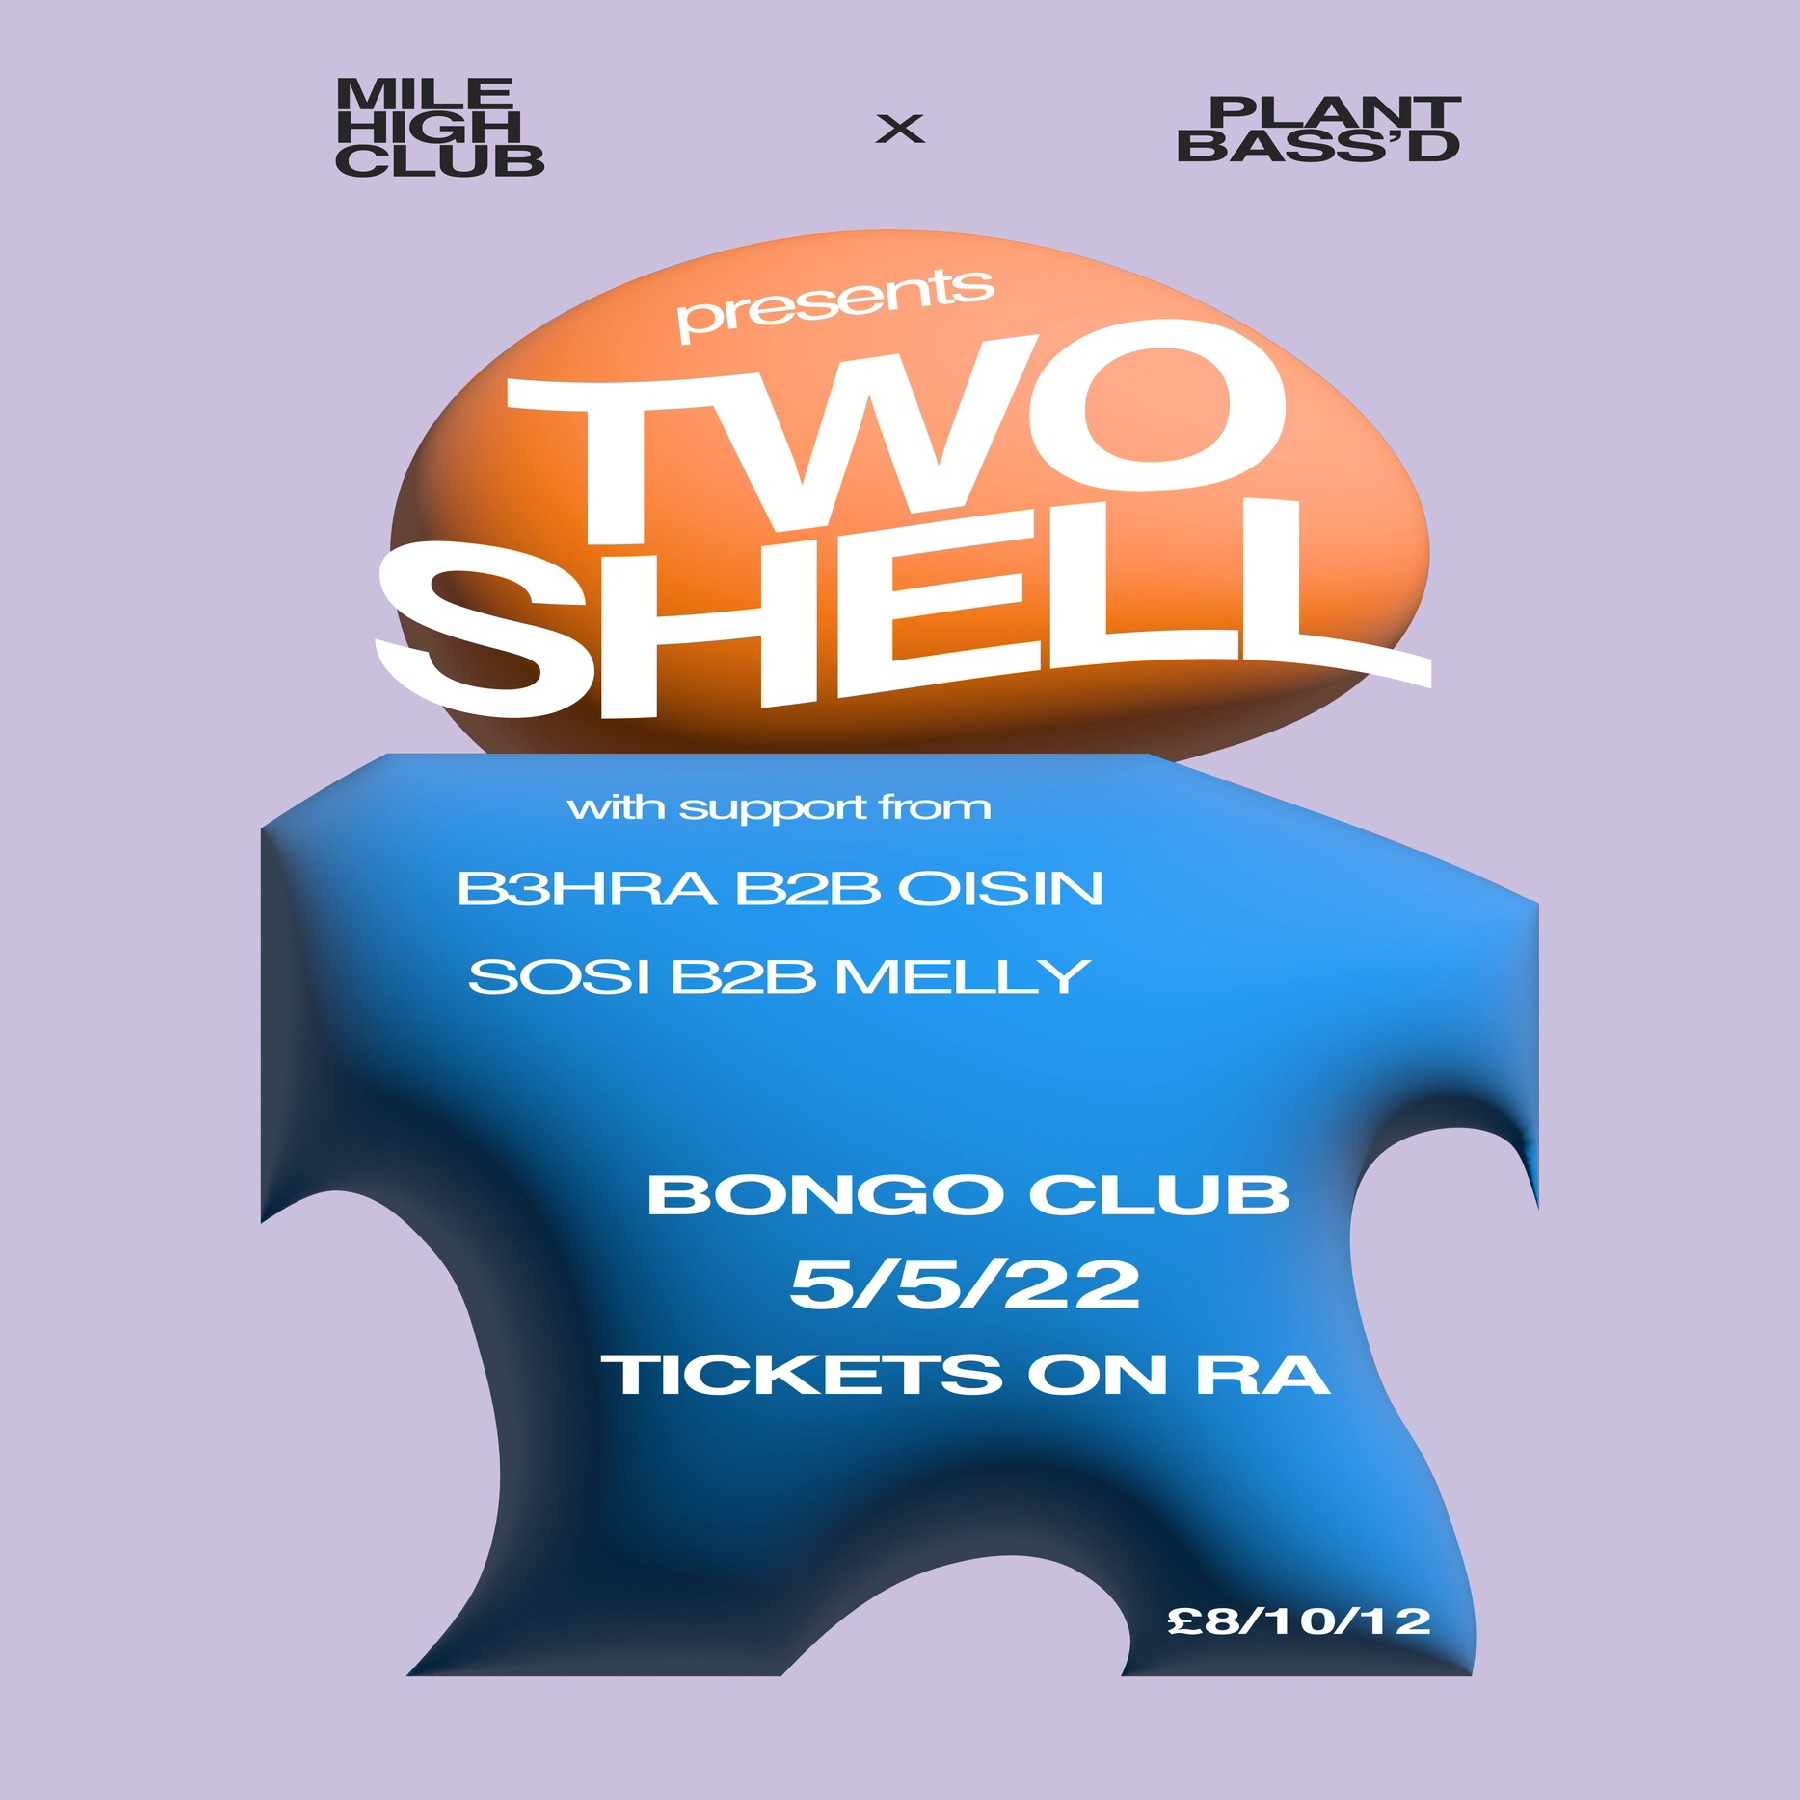 MILE
HIGH
CLUB
x
PLANT
BASS'D
presents
TWO
SHELL
with support from
B3HRA B2B OISIN
SOSI B2B MELLY
BONGO CLUB
5/5/22
TICKETS ON RA
£8/10/12